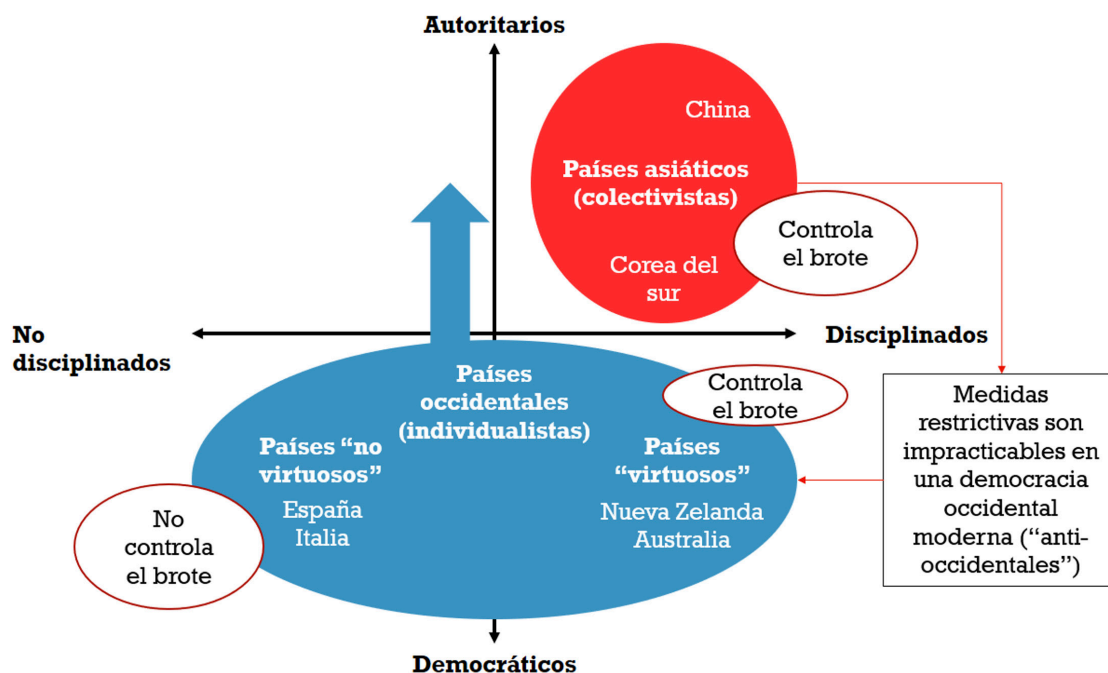 Autoritarios
China
Países asiáticos
(colectivistas)
Controla
el brote
Corea del
sur
No
disciplinados
Disciplinados
Países
occidentales
(individualistas)
Controla
el brote
Países “no
virtuosos”
España
Italia
Países
“virtuosos”
Nueva Zelanda
Australia
No
controla
el brote
Medidas
restrictivas son
impracticables en
una democracia
occidental
moderna (“anti-
occidentales”)
Democráticos